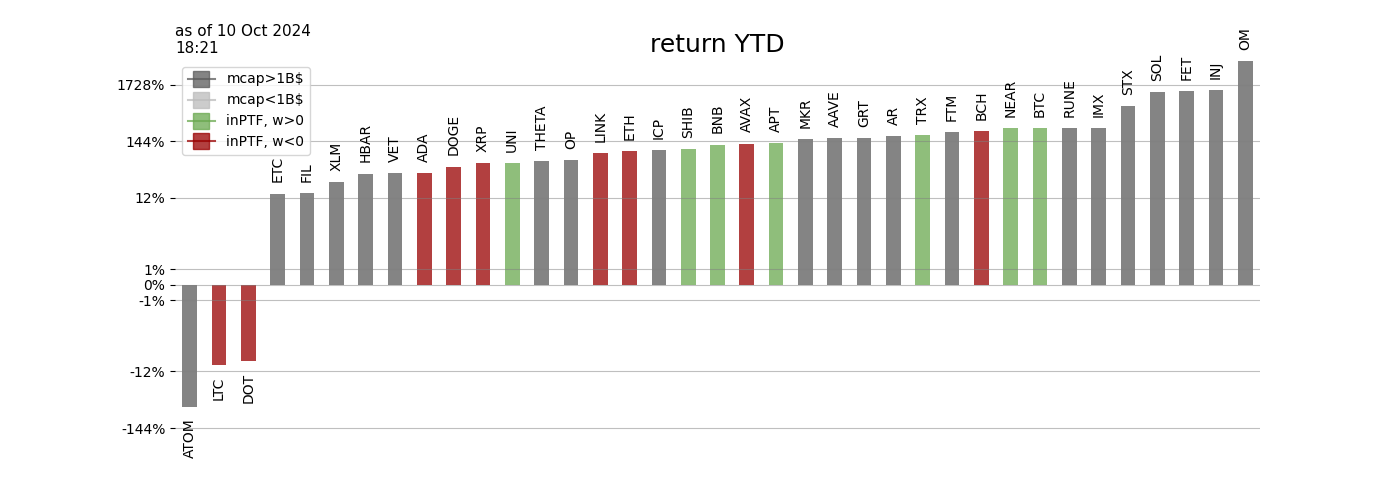 as of 10 Oct 2024
18:21
return YTD
mcap>1B$
mcap<1B$
inPTF, w>0
inPTF, w<0
1728%
144%
12%
1%
0%
-1%
-12%
-144%
ATOM
LTC
DOT
ETC
FIL
XLM
HBAR
VET
ADA
DOGE
XRP
UNI
THETA
OP
LINK
ETH
ICP
SHIB
BNB
AVAX
APT
MKR
AAVE
GRT
AR
TRX
FTM
BCH
NEAR
BTC
RUNE
IMX
STX
SOL
FET
INJ
OM